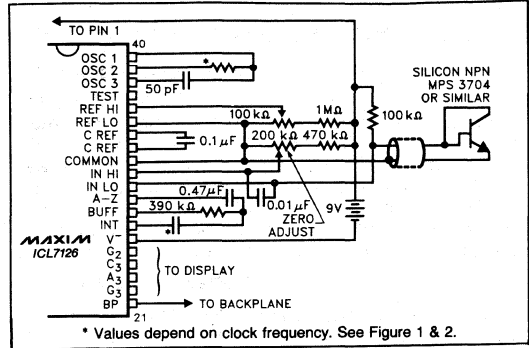 TO PIN 1
40
OSC 1
OSC 2
OSC 3
TEST
REF HI
REF LO
C REF
C REF
COMMON
IN HI
IN LO
A–Z
BUFF
INT
V⁻
G₂
C₃
A₃
G₃
BP
21
*
50 pF
100 kΩ
1MΩ
200 kΩ
470 kΩ
0.1 μF
0.47μF
0.01 μF
390 kΩ
*
ZERO
ADJUST
9V
100 kΩ
SILICON NPN
MPS 3704
OR SIMILAR
MAXIM
ICL7126
TO DISPLAY
TO BACKPLANE
* Values depend on clock frequency. See Figure 1 & 2.